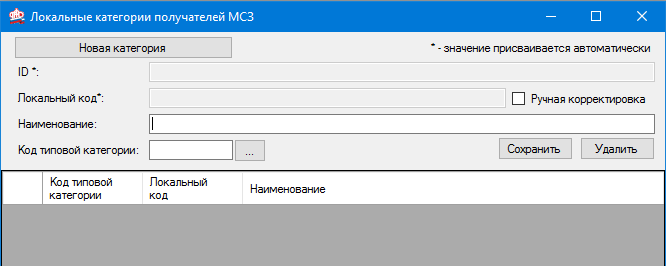 Локальные категории получателей МСЗ
Новая категория
* - значение присваивается автоматически
ID *:
Локальный код*:
Ручная корректировка
Наименование:
Код типовой категории:
...
Сохранить
Удалить
Код типовой
категории
Локальный
код
Наименование